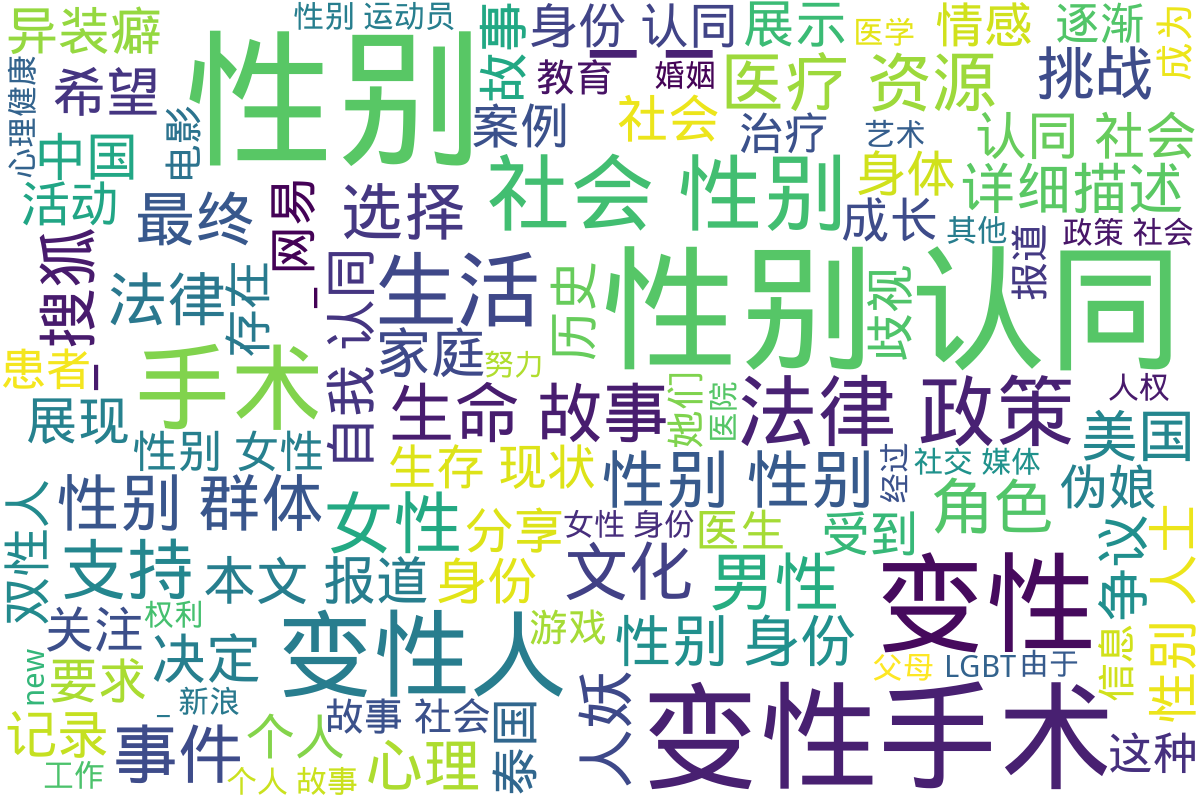 异装癖
性别 运动员
故事
身份 认同
展示
医学
情感
逐渐
成为
心理健康
希望
性别
教育
婚姻
医疗 资源
挑战
电影
案例
社会
治疗
艺术
认同 社会
中国
活动
最终
_ 网易
选择
社会 性别
身体
详细描述
成长
其他
政策 社会
搜狐 _
法律
存在
自我 认同
生活
历史
性别认同
歧视
报道
患者
手术
家庭
努力
生命 故事
她们
医院
法律 政策
人权
展现
性别 女性
生存 现状
性别 性别
经过
社交 媒体
美国
伪娘
双性人
性别 群体
女性
分享
女性 身份
医生
受到
角色
争议
性别 人士
支持
本文 报道
身份
文化
男性
变性
关注
权利
决定
变性人
游戏
性别 身份
父母
LGBT
由于
信息
new
要求
_ 新浪
故事 社会
泰国
人妖
变性手术
这种
记录
事件
个人
心理
工作
个人 故事